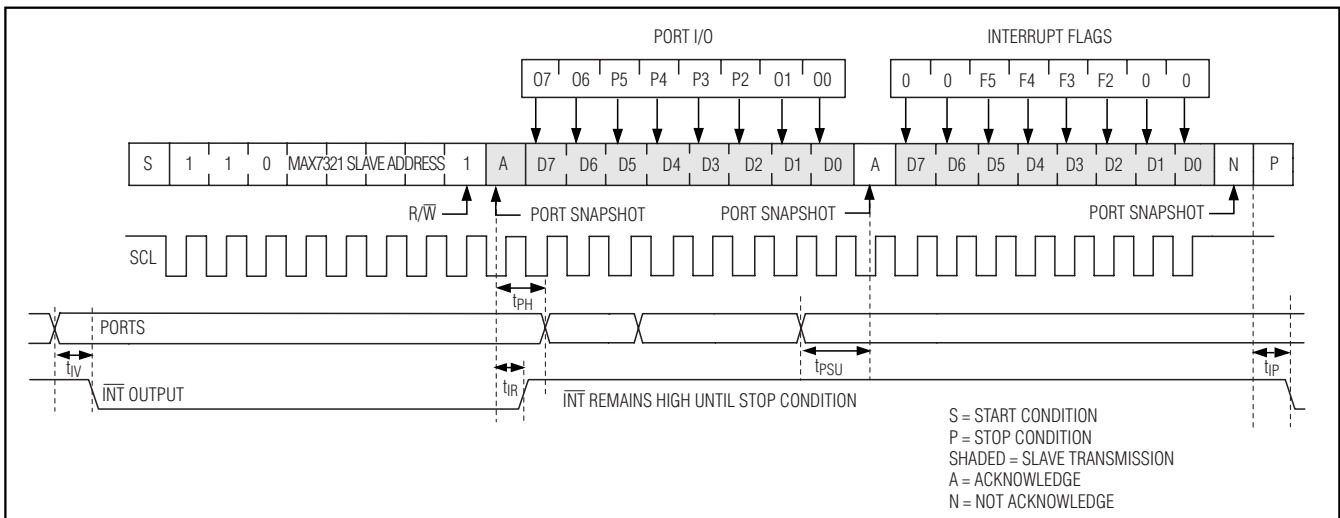 PORT I/O INTERRUPT FLAGS
O7 O6 P5 P4 P3 P2 O1 O0 0 0 F5 F4 F3 F2 0 0
S 1 1 0 MAX7321 SLAVE ADDRESS 1 A D7 D6 D5 D4 D3 D2 D1 D0 A D7 D6 D5 D4 D3 D2 D1 D0 N P
R/W̅ PORT SNAPSHOT PORT SNAPSHOT PORT SNAPSHOT
SCL
tPH
PORTS
tIV tIR tPSU tIP
I̅N̅T̅ OUTPUT I̅N̅T̅ REMAINS HIGH UNTIL STOP CONDITION
S = START CONDITION
P = STOP CONDITION
SHADED = SLAVE TRANSMISSION
A = ACKNOWLEDGE
N = NOT ACKNOWLEDGE